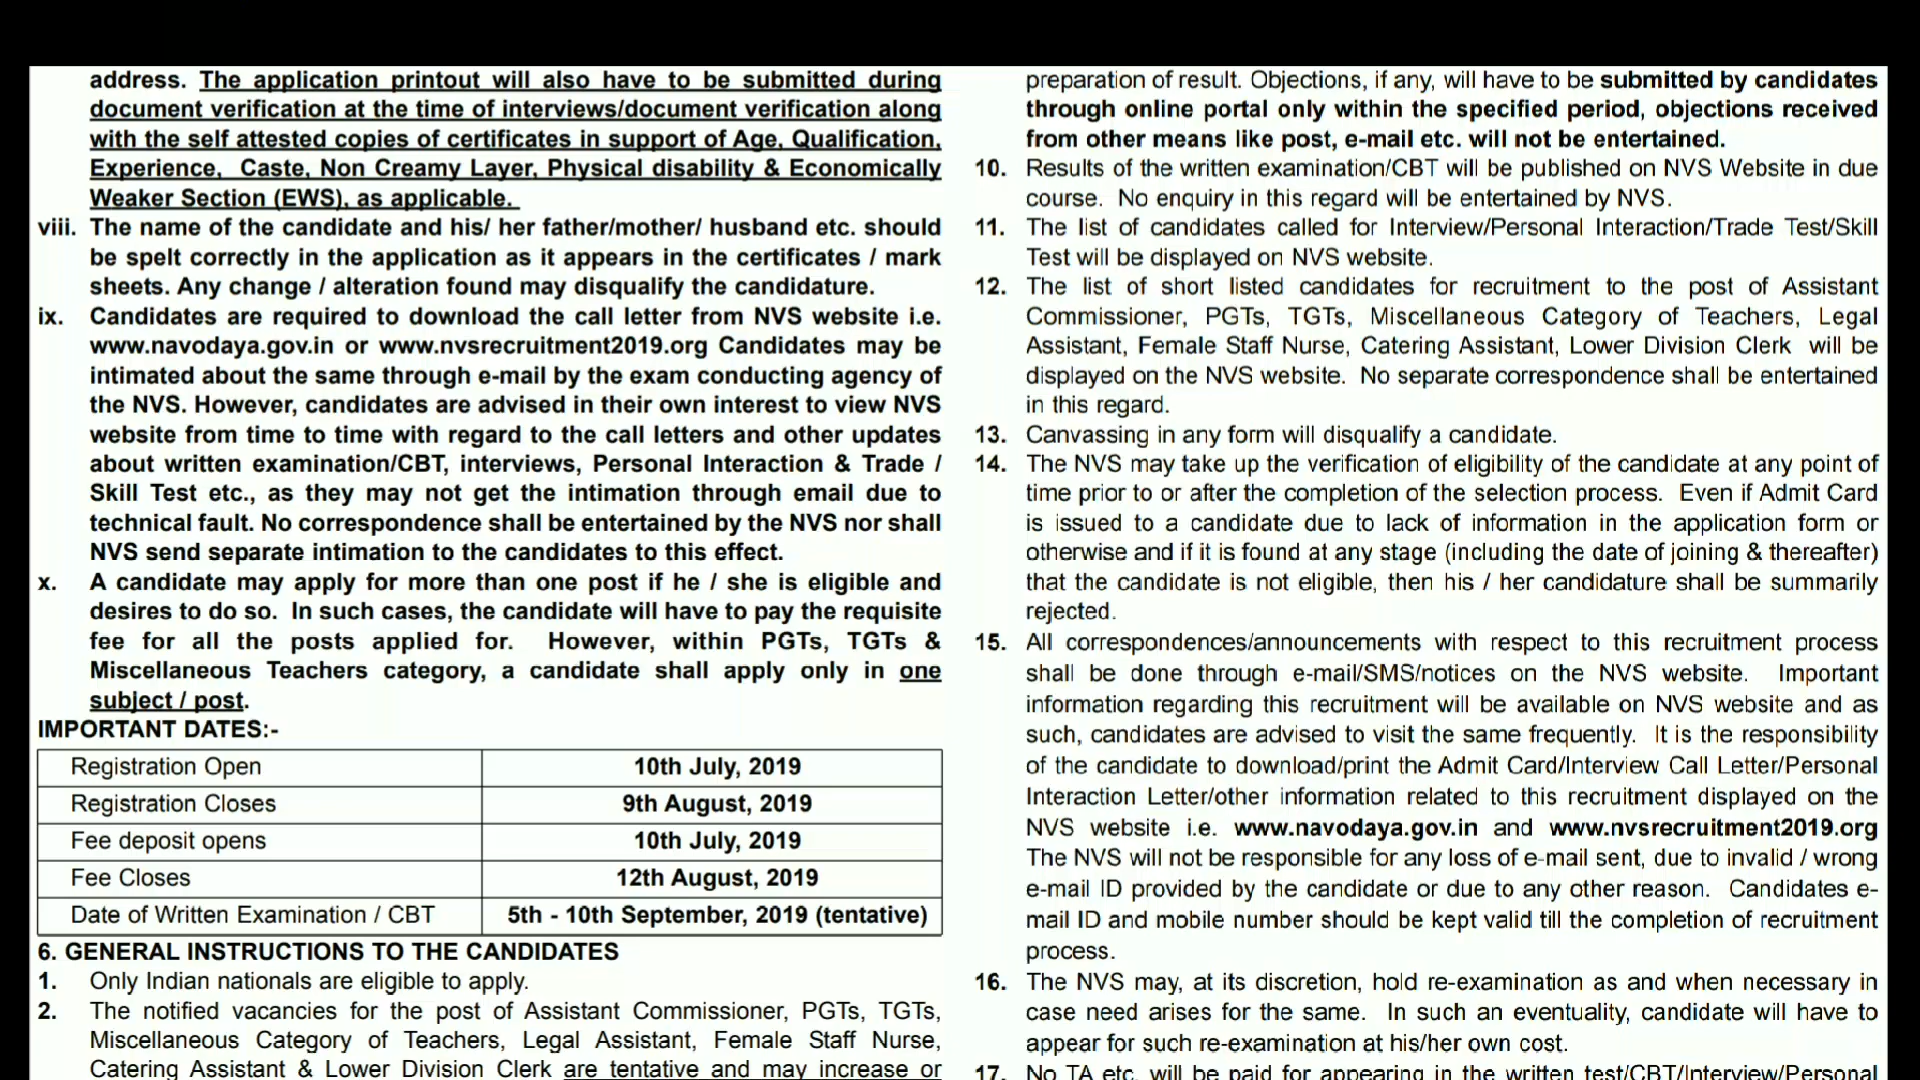 address. The application printout will also have to be submitted during
document verification at the time of interviews/document verification along
with the self attested copies of certificates in support of Age, Qualification,
Experience, Caste, Non Creamy Layer, Physical disability & Economically
Weaker Section (EWS), as applicable.
viii. The name of the candidate and his/ her father/mother/ husband etc. should
be spelt correctly in the application as it appears in the certificates / mark
sheets. Any change / alteration found may disqualify the candidature.
ix. Candidates are required to download the call letter from NVS website i.e.
www.navodaya.gov.in or www.nvsrecruitment2019.org Candidates may be
intimated about the same through e-mail by the exam conducting agency of
the NVS. However, candidates are advised in their own interest to view NVS
website from time to time with regard to the call letters and other updates
about written examination/CBT, interviews, Personal Interaction & Trade /
Skill Test etc., as they may not get the intimation through email due to
technical fault. No correspondence shall be entertained by the NVS nor shall
NVS send separate intimation to the candidates to this effect.
x. A candidate may apply for more than one post if he / she is eligible and
desires to do so. In such cases, the candidate will have to pay the requisite
fee for all the posts applied for. However, within PGTs, TGTs &
Miscellaneous Teachers category, a candidate shall apply only in one
subject / post.
IMPORTANT DATES:-
Registration Open 10th July, 2019
Registration Closes 9th August, 2019
Fee deposit opens 10th July, 2019
Fee Closes 12th August, 2019
Date of Written Examination / CBT 5th - 10th September, 2019 (tentative)
6. GENERAL INSTRUCTIONS TO THE CANDIDATES
1. Only Indian nationals are eligible to apply.
2. The notified vacancies for the post of Assistant Commissioner, PGTs, TGTs,
Miscellaneous Category of Teachers, Legal Assistant, Female Staff Nurse,
Catering Assistant & Lower Division Clerk are tentative and may increase or
preparation of result. Objections, if any, will have to be submitted by candidates
through online portal only within the specified period, objections received
from other means like post, e-mail etc. will not be entertained.
10. Results of the written examination/CBT will be published on NVS Website in due
course. No enquiry in this regard will be entertained by NVS.
11. The list of candidates called for Interview/Personal Interaction/Trade Test/Skill
Test will be displayed on NVS website.
12. The list of short listed candidates for recruitment to the post of Assistant
Commissioner, PGTs, TGTs, Miscellaneous Category of Teachers, Legal
Assistant, Female Staff Nurse, Catering Assistant, Lower Division Clerk will be
displayed on the NVS website. No separate correspondence shall be entertained
in this regard.
13. Canvassing in any form will disqualify a candidate.
14. The NVS may take up the verification of eligibility of the candidate at any point of
time prior to or after the completion of the selection process. Even if Admit Card
is issued to a candidate due to lack of information in the application form or
otherwise and if it is found at any stage (including the date of joining & thereafter)
that the candidate is not eligible, then his / her candidature shall be summarily
rejected.
15. All correspondences/announcements with respect to this recruitment process
shall be done through e-mail/SMS/notices on the NVS website. Important
information regarding this recruitment will be available on NVS website and as
such, candidates are advised to visit the same frequently. It is the responsibility
of the candidate to download/print the Admit Card/Interview Call Letter/Personal
Interaction Letter/other information related to this recruitment displayed on the
NVS website i.e. www.navodaya.gov.in and www.nvsrecruitment2019.org
The NVS will not be responsible for any loss of e-mail sent, due to invalid / wrong
e-mail ID provided by the candidate or due to any other reason. Candidates e-
mail ID and mobile number should be kept valid till the completion of recruitment
process.
16. The NVS may, at its discretion, hold re-examination as and when necessary in
case need arises for the same. In such an eventuality, candidate will have to
appear for such re-examination at his/her own cost.
17. No TA etc. will be paid for appearing in the written test/CBT/Interview/Personal